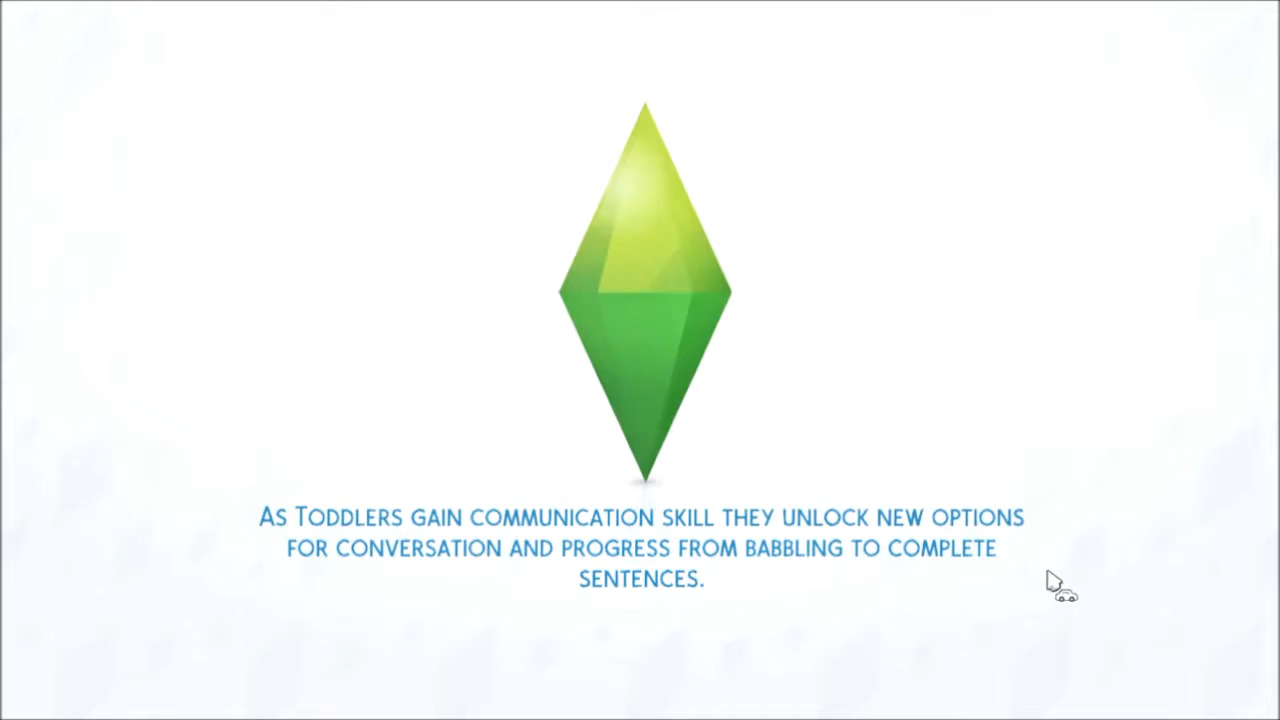 As Toddlers gain communication skill they unlock new options
for conversation and progress from babbling to complete
sentences.